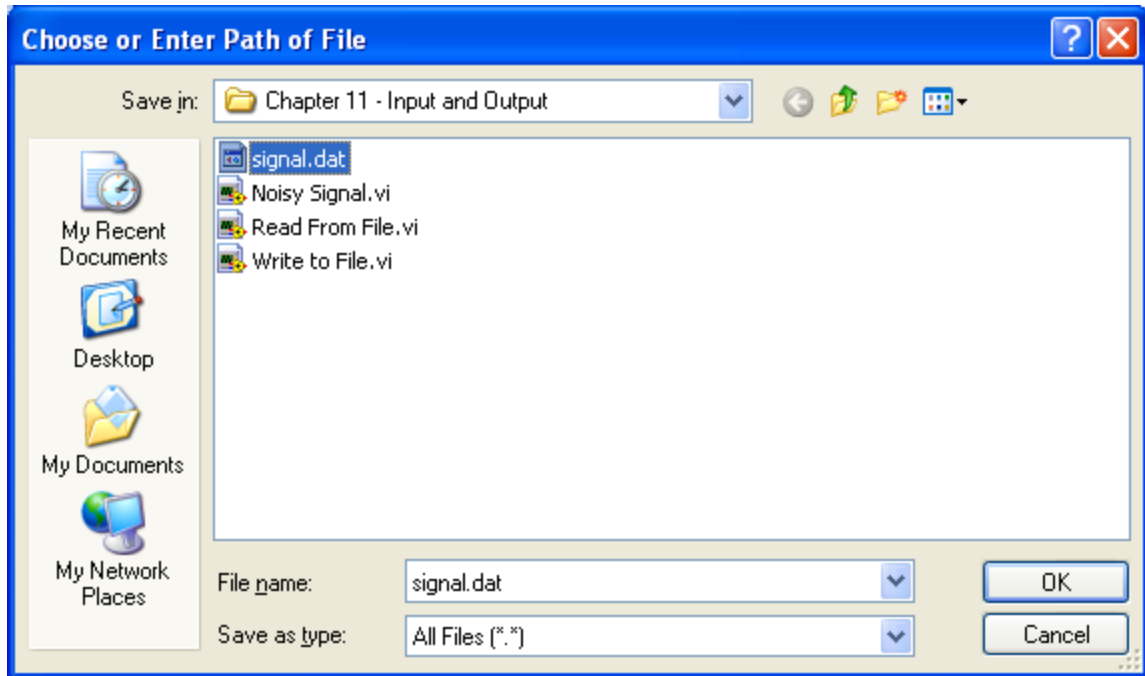 Choose or Enter Path of File
Save in:
Chapter 11 - Input and Output
signal.dat
Noisy Signal.vi
Read From File.vi
Write to File.vi
My Recent
Documents
Desktop
My Documents
My Network
Places
File name:
signal.dat
OK
Save as type:
All Files (*.*)
Cancel